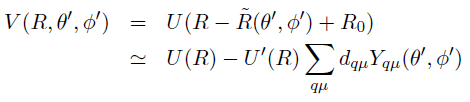 V(R, θ′, ϕ′) = U(R − R̃(θ′, ϕ′) + R₀)
≃ U(R) − U′(R) ∑_{qμ} d_{qμ}Y_{qμ}(θ′, ϕ′)